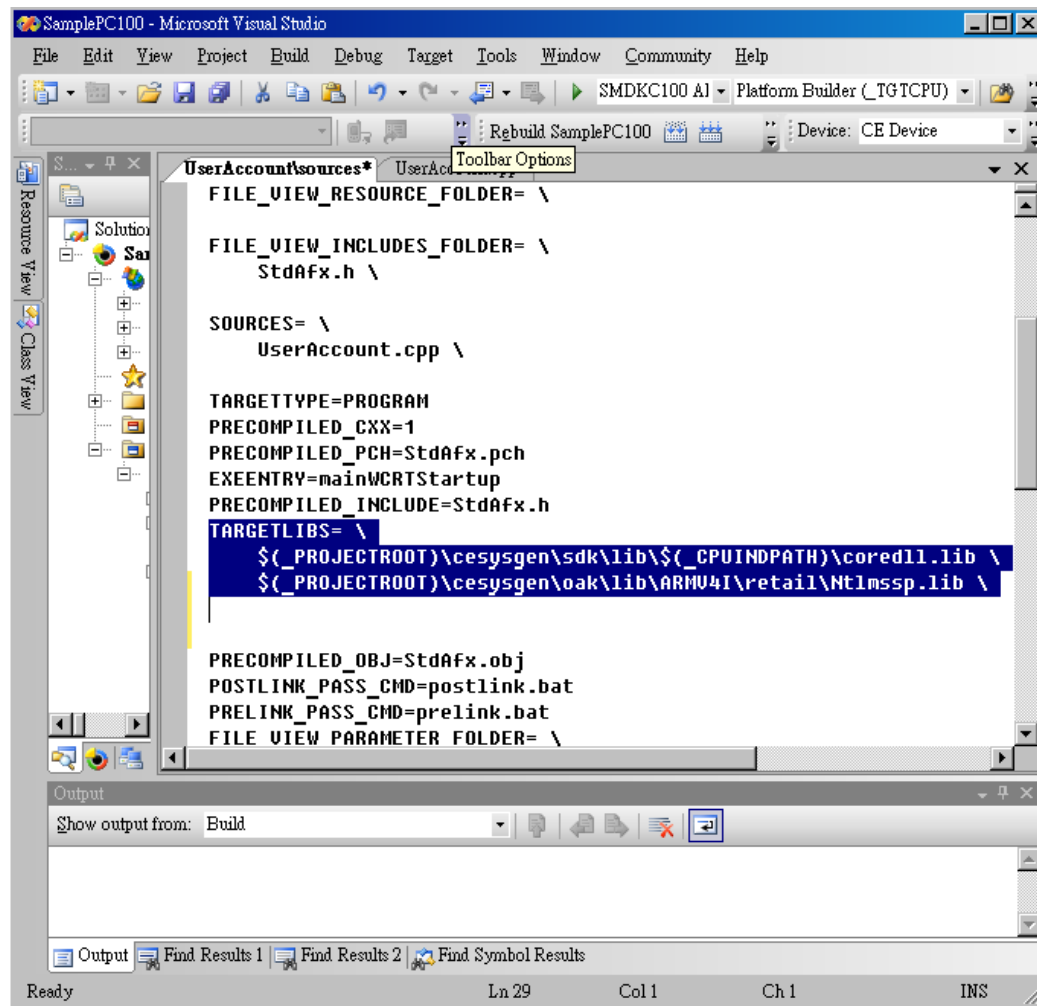 SamplePC100 - Microsoft Visual Studio
File Edit View Project Build Debug Target Tools Window Community Help
SMDKC100 Platform Builder (_TGTCPU)
Rebuild SamplePC100 Device: CE Device
Toolbar Options
S...
UserAccount\sources*
Resource View
Class View
FILE_VIEW_RESOURCE_FOLDER= \
FILE_VIEW_INCLUDES_FOLDER= \
StdAfx.h \
SOURCES= \
UserAccount.cpp \
TARGETTYPE=PROGRAM
PRECOMPILED_CXX=1
PRECOMPILED_PCH=StdAfx.pch
EXEENTRY=mainWCRTStartup
PRECOMPILED_INCLUDE=StdAfx.h
TARGETLIBS= \
$(_PROJECTROOT)\cesysgen\sdk\lib\$(_CPUINDPATH)\coredll.lib \
$(_PROJECTROOT)\cesysgen\oak\lib\ARMV4I\retail\Ntlmssp.lib \
PRECOMPILED_OBJ=StdAfx.obj
POSTLINK_PASS_CMD=postlink.bat
PRELINK_PASS_CMD=prelink.bat
FILE_VIEW_PARAMETER_FOLDER= \
Output
Show output from: Build
Output Find Results 1 Find Results 2 Find Symbol Results
Ready Ln 29 Col 1 Ch 1 INS